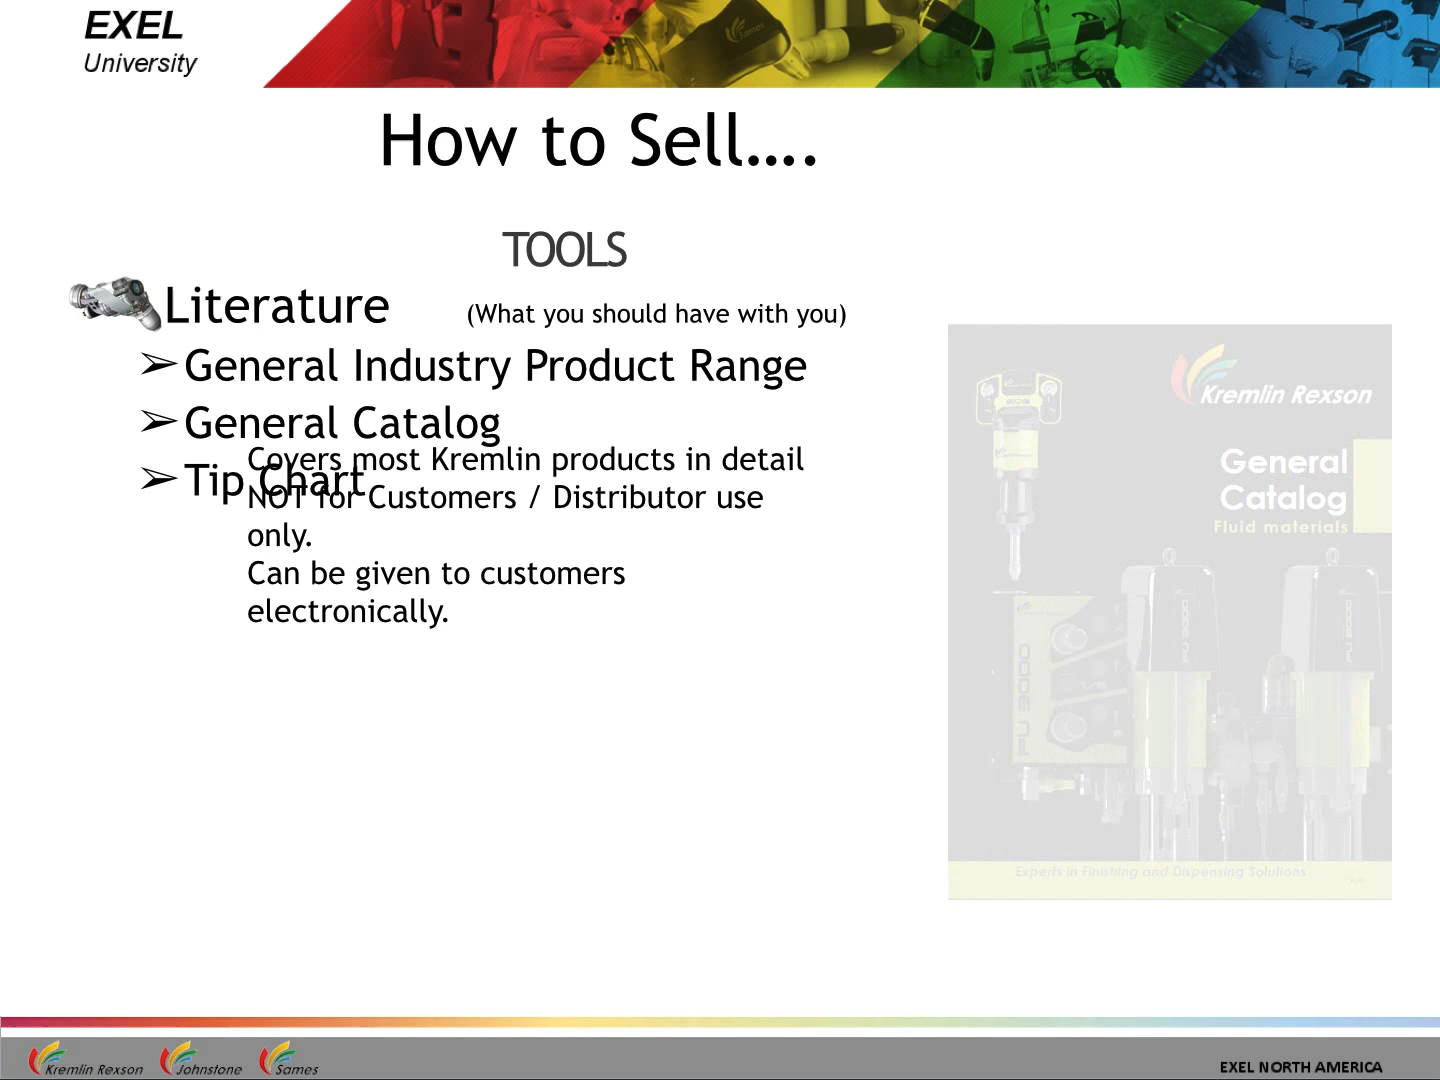 EXEL
University
How to Sell....
TOOLS
Literature (What you should have with you)
➢General Industry Product Range
➢General Catalog
➢Tip Chart
Covers most Kremlin products in detail
NOT for Customers / Distributor use
only.
Can be given to customers
electronically.
Kremlin Rexson
General
Catalog
Fluid materials
PU 3000
Experts in Finishing and Dispensing Solutions
Kremlin Rexson Johnstone Sames
EXEL NORTH AMERICA